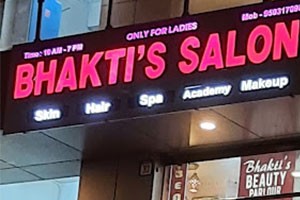 ONLY FOR LADIES
Time: 10 AM - 7 PM
BHAKTI'S SALON
Skin Hair Spa Academy Makeup
Bhakti's
BEAUTY
PARLOUR